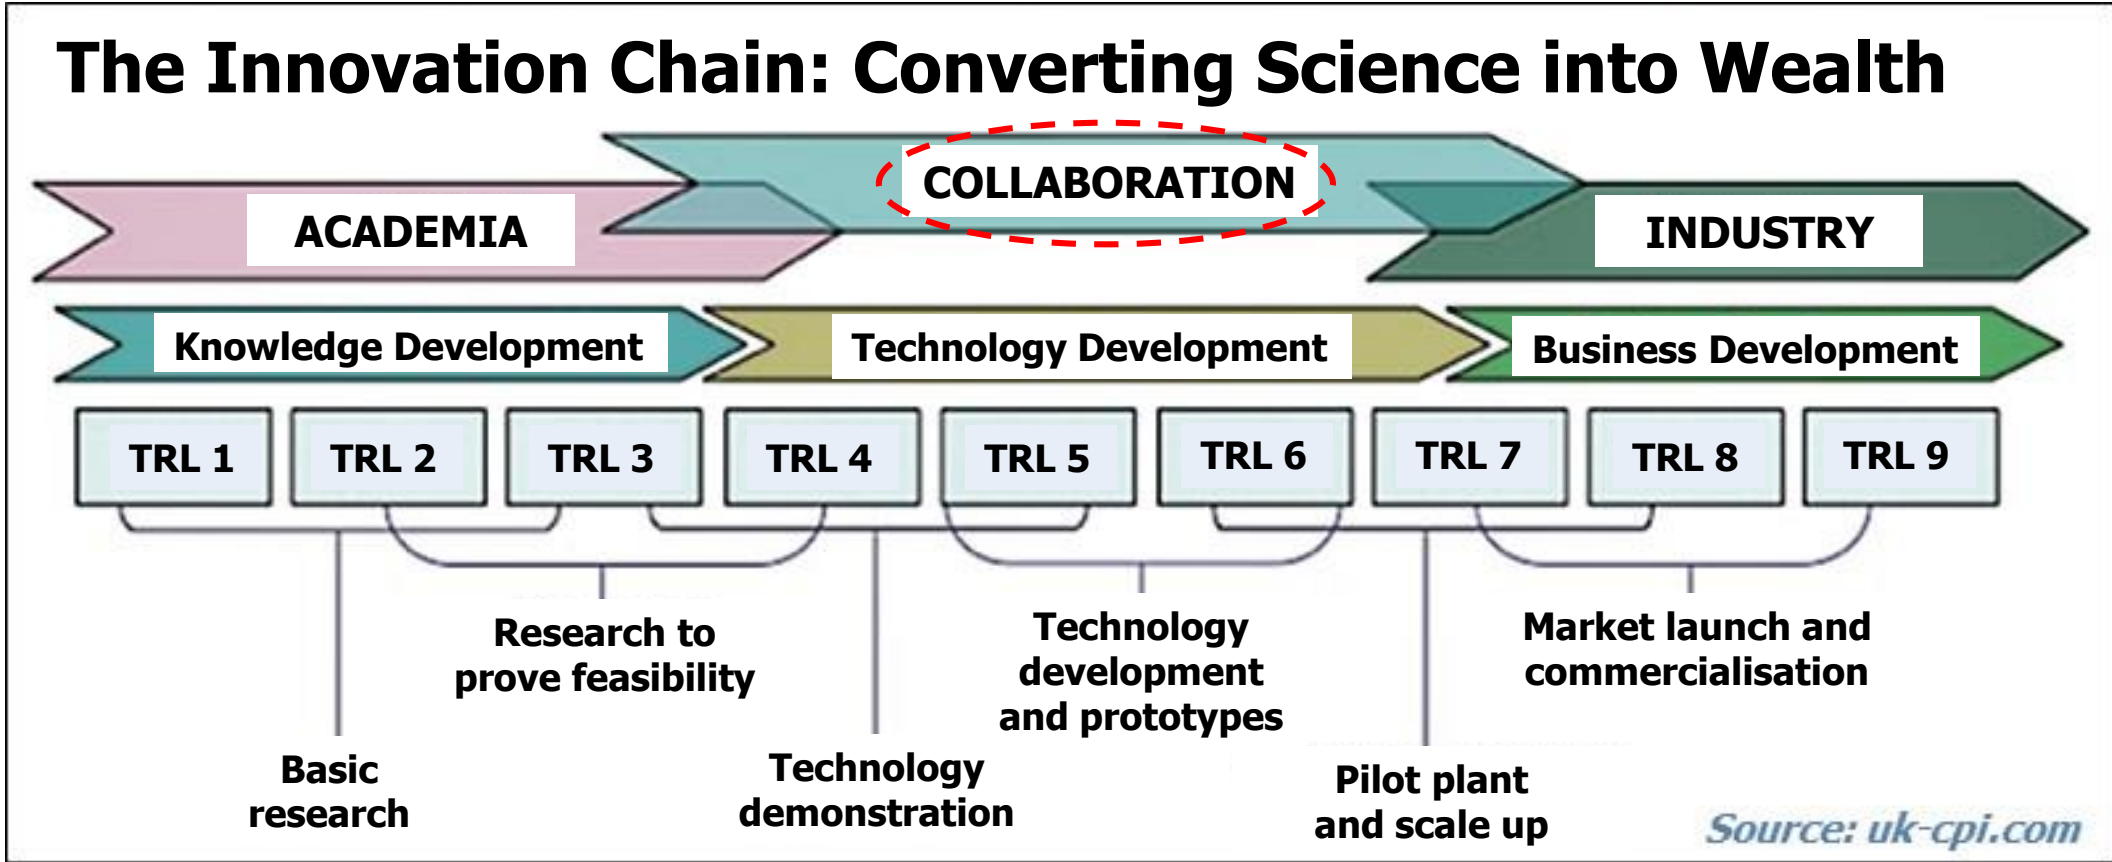 The Innovation Chain: Converting Science into Wealth
COLLABORATION
ACADEMIA
INDUSTRY
Knowledge Development
Technology Development
Business Development
TRL 1
TRL 2
TRL 3
TRL 4
TRL 5
TRL 6
TRL 7
TRL 8
TRL 9
Research to
prove feasibility
Technology
development
and prototypes
Market launch and
commercialisation
Basic
research
Technology
demonstration
Pilot plant
and scale up
Source: uk-cpi.com